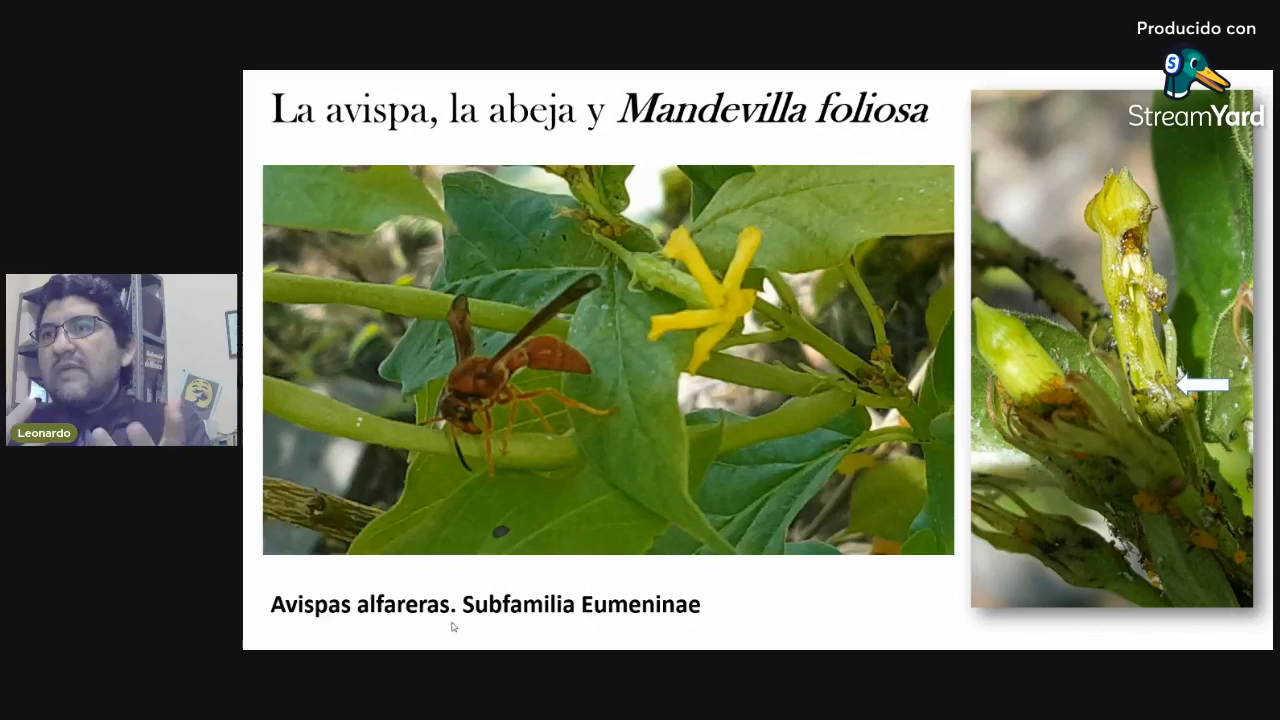 Producido con
StreamYard
La avispa, la abeja y Mandevilla foliosa
Leonardo
Avispas alfareras. Subfamilia Eumeninae